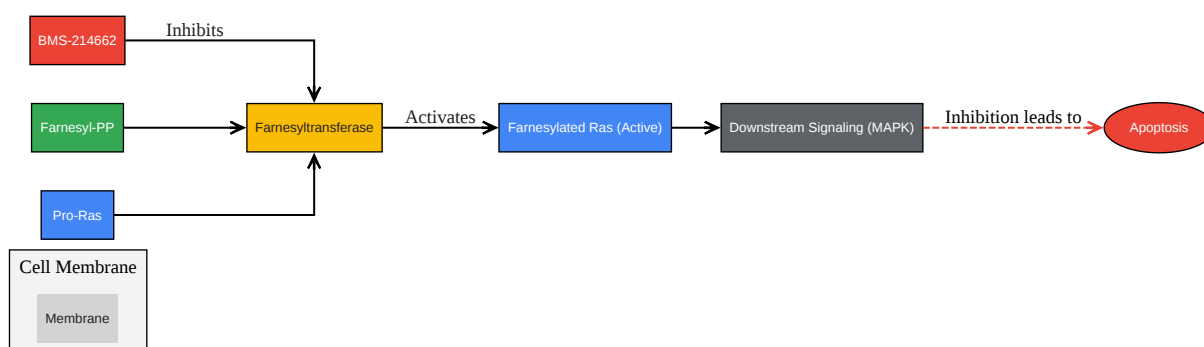 BMS-214662
Inhibits
Farnesyl-PP
Farnesyltransferase
Activates
Farnesylated Ras (Active)
Downstream Signaling (MAPK)
Inhibition leads to
Apoptosis
Pro-Ras
Cell Membrane
Membrane